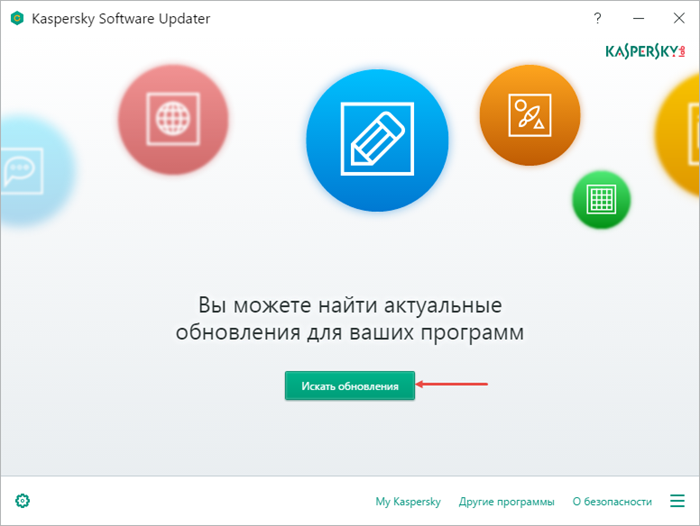 Kaspersky Software Updater
?
KASPERSKY lab
Вы можете найти актуальные
обновления для ваших программ
Искать обновления
My Kaspersky Другие программы О безопасности